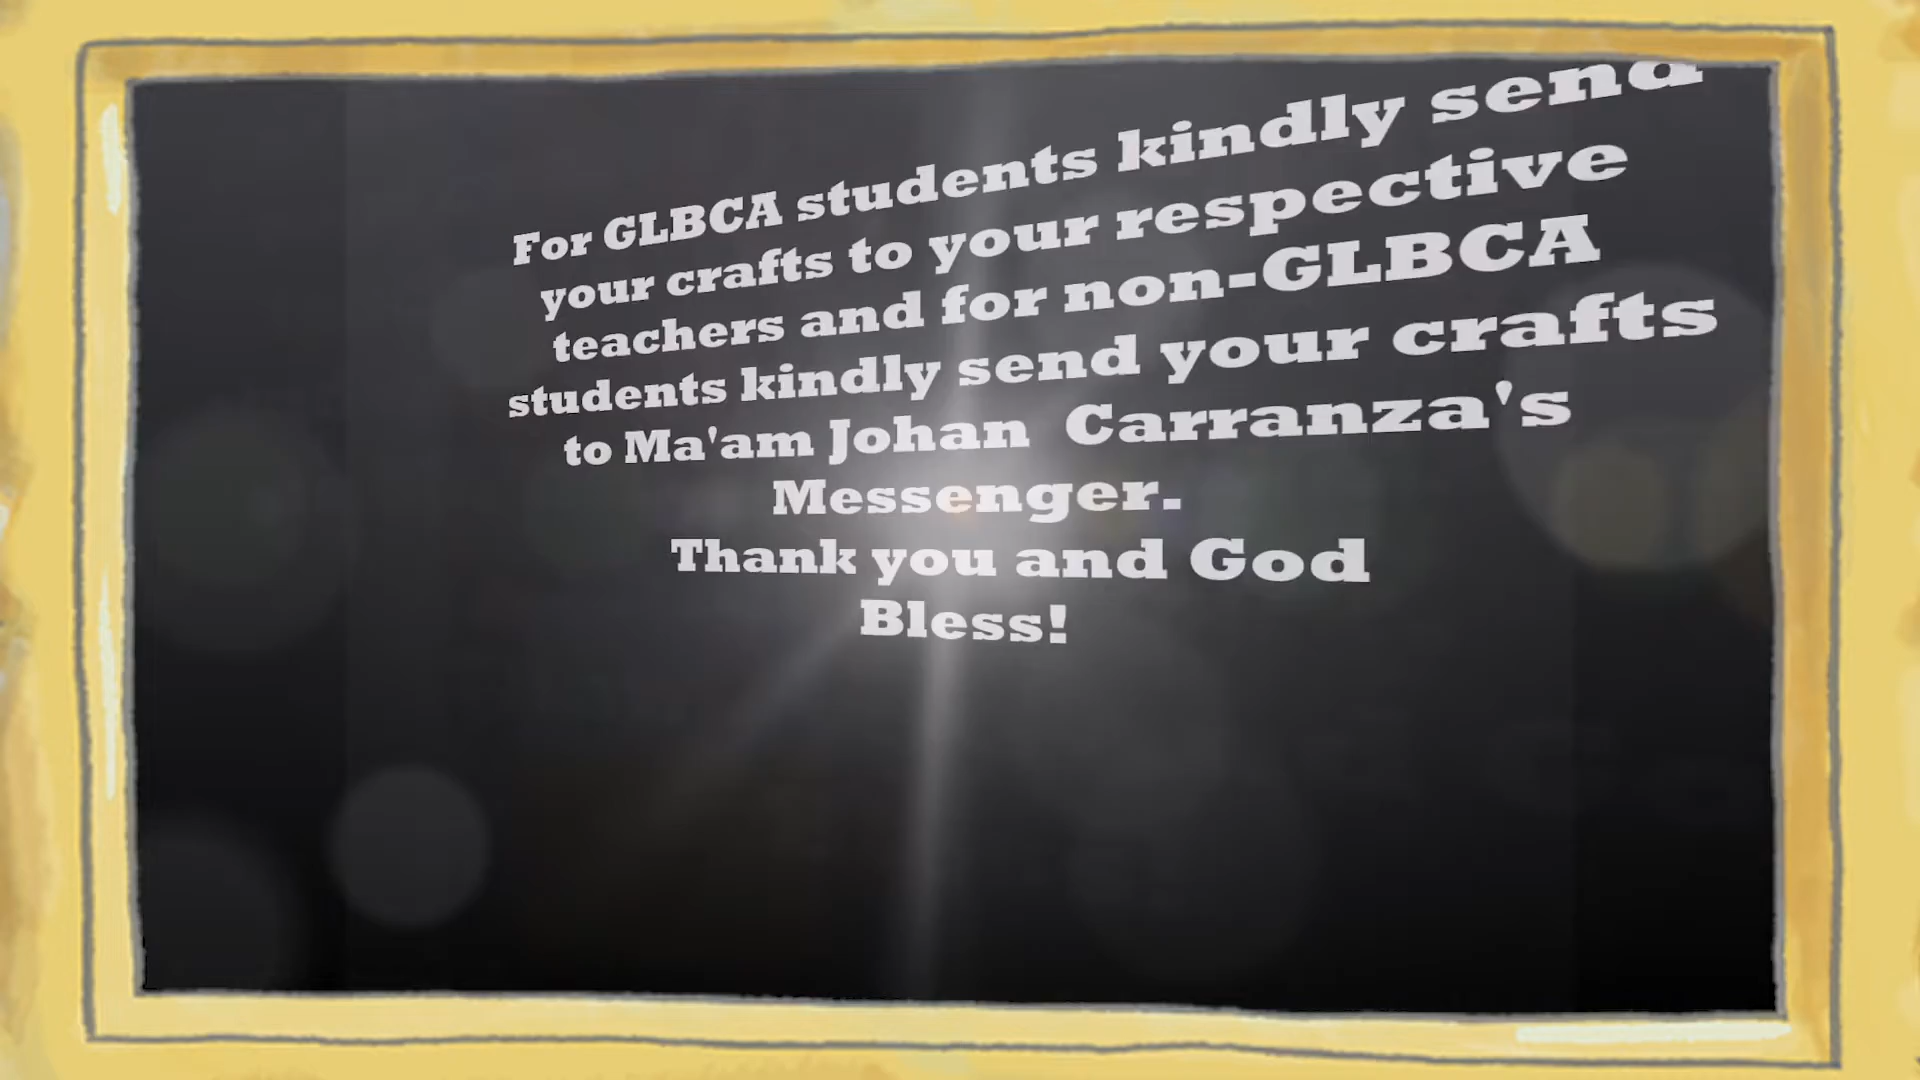 For GLBCA students kindly send
your crafts to your respective
teachers and for non-GLBCA
students kindly send your crafts
to Ma'am Johan Carranza's
Messenger.
Thank you and God
Bless!